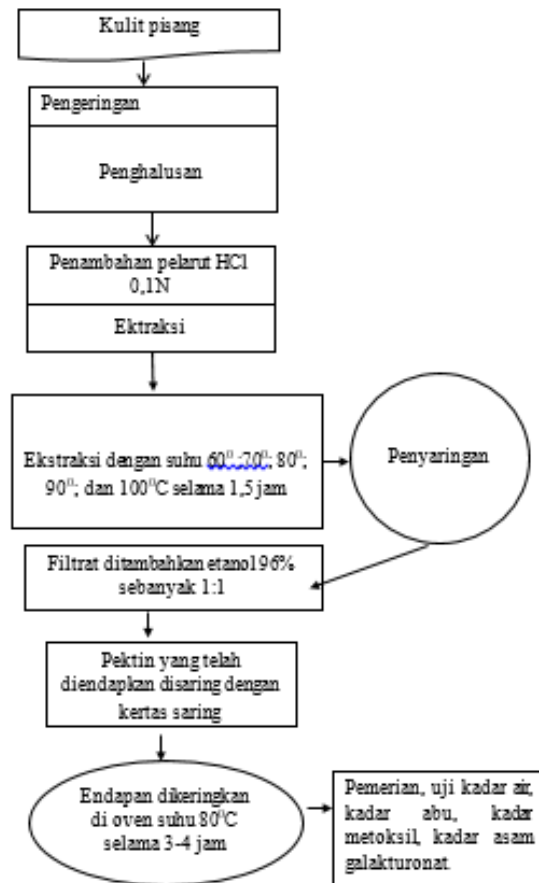 Kulit pisang
Pengeringan
Penghalusan
Penambahan pelarut HCl
0,1N
Ektraksi
Ekstraksi dengan suhu 60⁰ ;70⁰; 80⁰;
90⁰; dan 100⁰C selama 1,5 jam
Penyaringan
Filtrat ditambahkan etanol 96%
sebanyak 1:1
Pektin yang telah
diendapkan disaring dengan
kertas saring
Endapan dikeringkan
di oven suhu 80⁰C
selama 3-4 jam
Pemerian, uji kadar air,
kadar abu, kadar
metoksil, kadar asam
galakturonat.